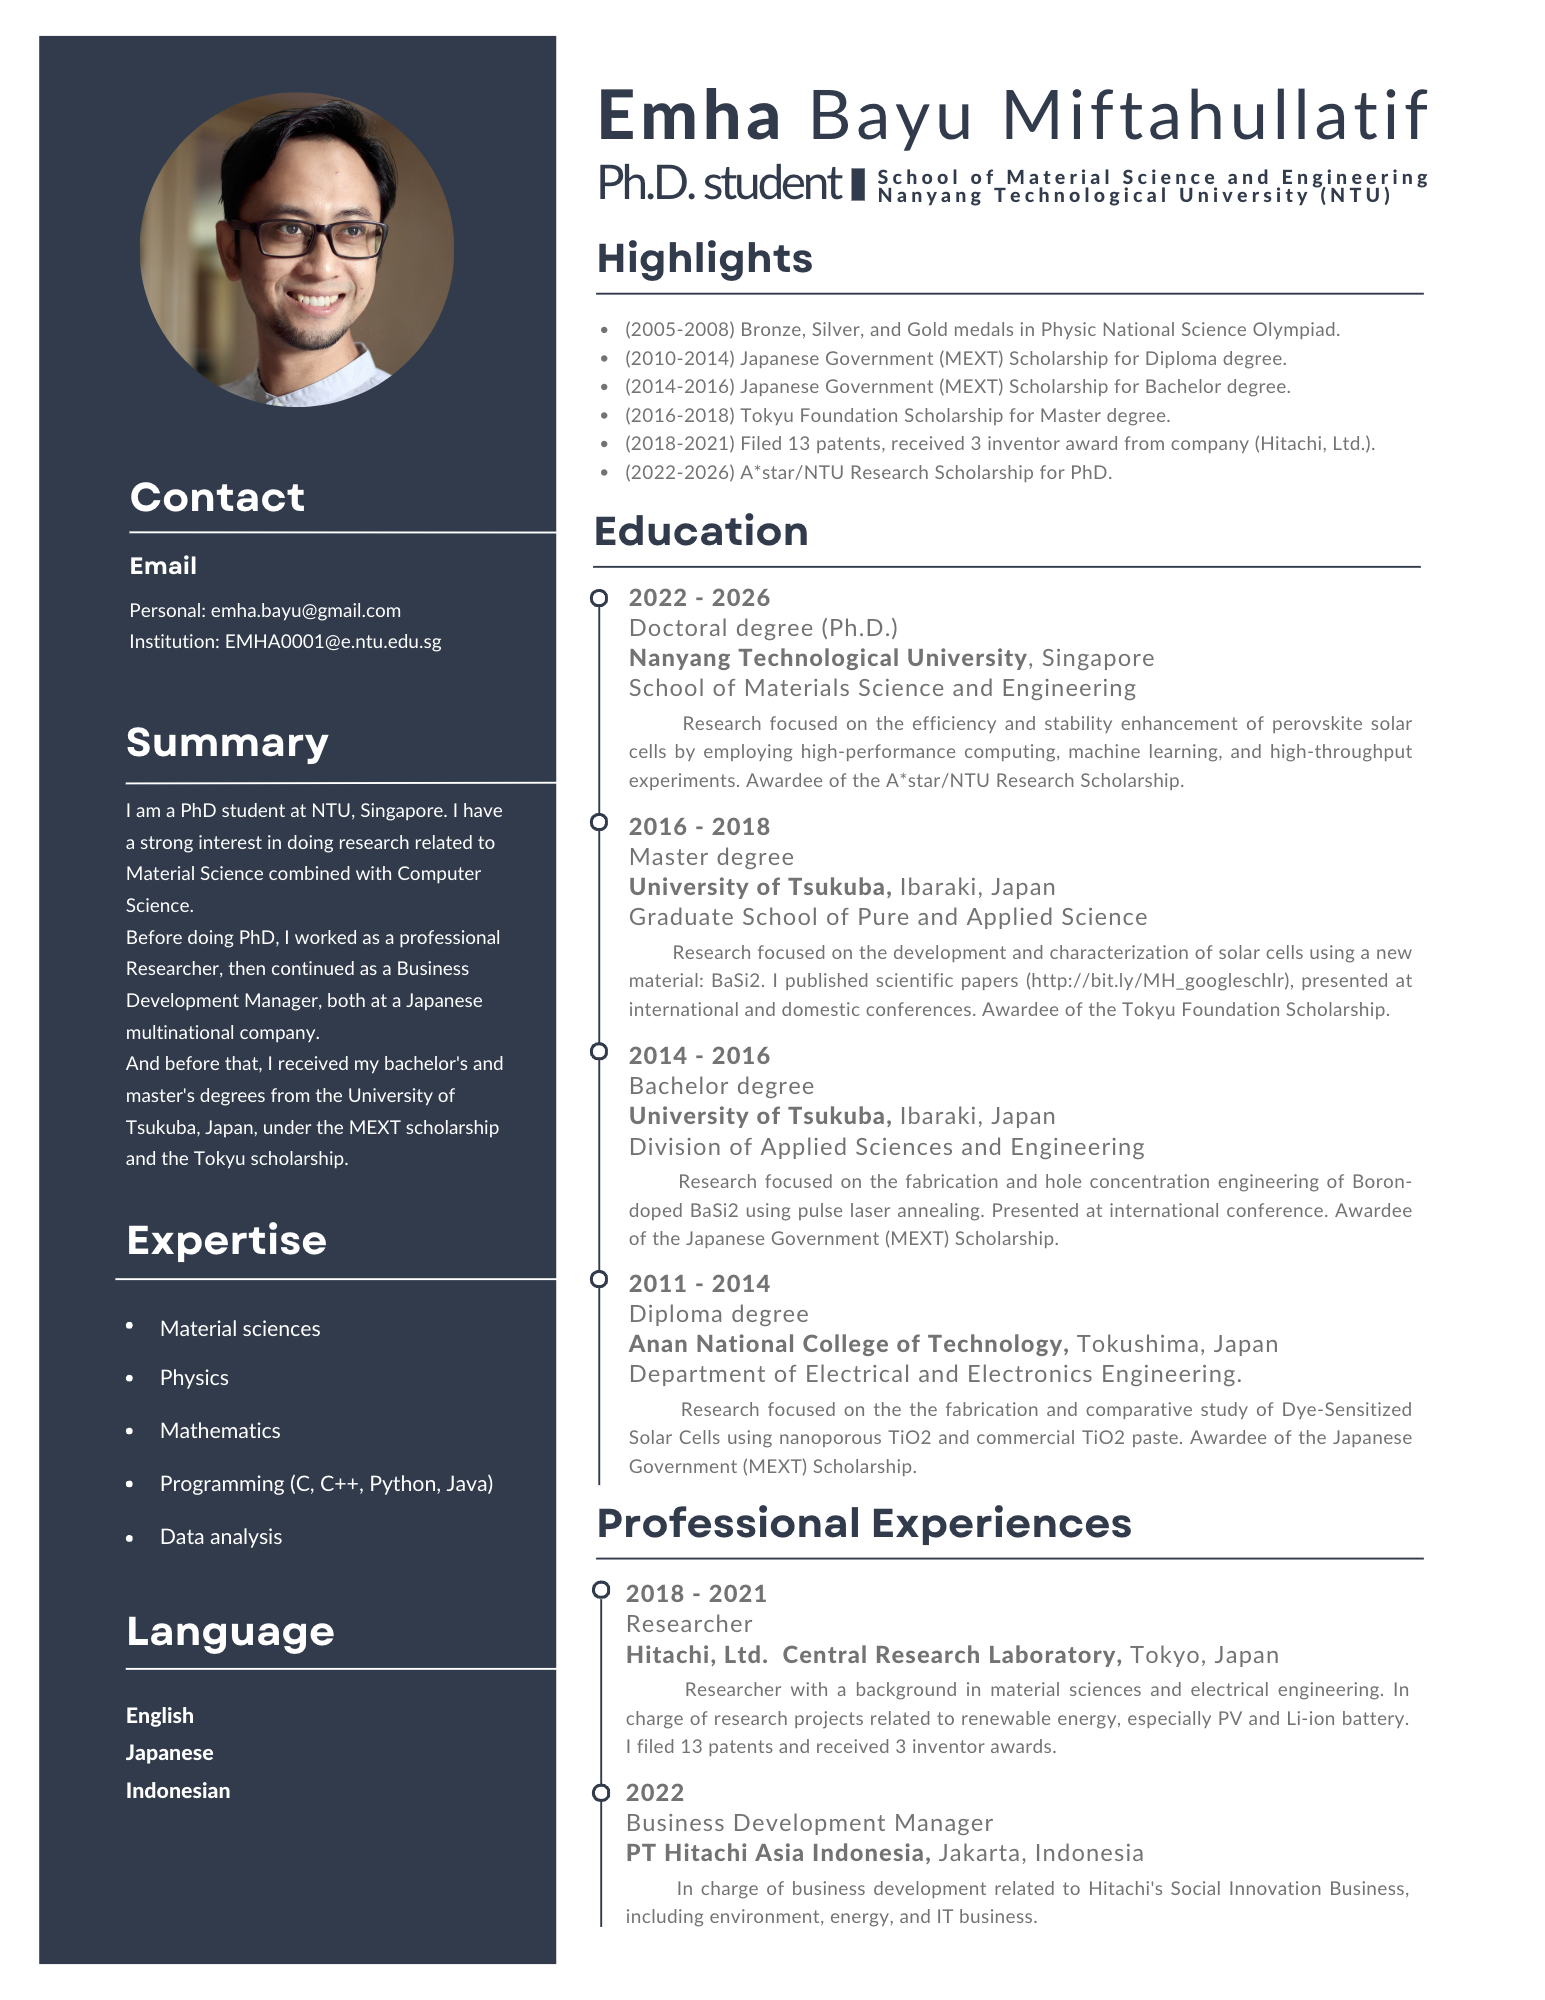 Contact
Email
Personal: emha.bayu@gmail.com
Institution: EMHA0001@e.ntu.edu.sg
Summary
I am a PhD student at NTU, Singapore. I have
a strong interest in doing research related to
Material Science combined with Computer
Science.
Before doing PhD, I worked as a professional
Researcher, then continued as a Business
Development Manager, both at a Japanese
multinational company.
And before that, I received my bachelor's and
master's degrees from the University of
Tsukuba, Japan, under the MEXT scholarship
and the Tokyu scholarship.
Expertise
• Material sciences
• Physics
• Mathematics
• Programming (C, C++, Python, Java)
• Data analysis
Language
English
Japanese
Indonesian
Emha Bayu Miftahullatif
Ph.D. student
School of Material Science and Engineering
Nanyang Technological University (NTU)
Highlights
• (2005-2008) Bronze, Silver, and Gold medals in Physic National Science Olympiad.
• (2010-2014) Japanese Government (MEXT) Scholarship for Diploma degree.
• (2014-2016) Japanese Government (MEXT) Scholarship for Bachelor degree.
• (2016-2018) Tokyu Foundation Scholarship for Master degree.
• (2018-2021) Filed 13 patents, received 3 inventor award from company (Hitachi, Ltd.).
• (2022-2026) A*star/NTU Research Scholarship for PhD.
Education
2022 - 2026
Doctoral degree (Ph.D.)
Nanyang Technological University, Singapore
School of Materials Science and Engineering
Research focused on the efficiency and stability enhancement of perovskite solar
cells by employing high-performance computing, machine learning, and high-throughput
experiments. Awardee of the A*star/NTU Research Scholarship.
2016 - 2018
Master degree
University of Tsukuba, Ibaraki, Japan
Graduate School of Pure and Applied Science
Research focused on the development and characterization of solar cells using a new
material: BaSi2. I published scientific papers (http://bit.ly/MH_googleschlr), presented at
international and domestic conferences. Awardee of the Tokyu Foundation Scholarship.
2014 - 2016
Bachelor degree
University of Tsukuba, Ibaraki, Japan
Division of Applied Sciences and Engineering
Research focused on the fabrication and hole concentration engineering of Boron-
doped BaSi2 using pulse laser annealing. Presented at international conference. Awardee
of the Japanese Government (MEXT) Scholarship.
2011 - 2014
Diploma degree
Anan National College of Technology, Tokushima, Japan
Department of Electrical and Electronics Engineering.
Research focused on the the fabrication and comparative study of Dye-Sensitized
Solar Cells using nanoporous TiO2 and commercial TiO2 paste. Awardee of the Japanese
Government (MEXT) Scholarship.
Professional Experiences
2018 - 2021
Researcher
Hitachi, Ltd. Central Research Laboratory, Tokyo, Japan
Researcher with a background in material sciences and electrical engineering. In
charge of research projects related to renewable energy, especially PV and Li-ion battery.
I filed 13 patents and received 3 inventor awards.
2022
Business Development Manager
PT Hitachi Asia Indonesia, Jakarta, Indonesia
In charge of business development related to Hitachi's Social Innovation Business,
including environment, energy, and IT business.